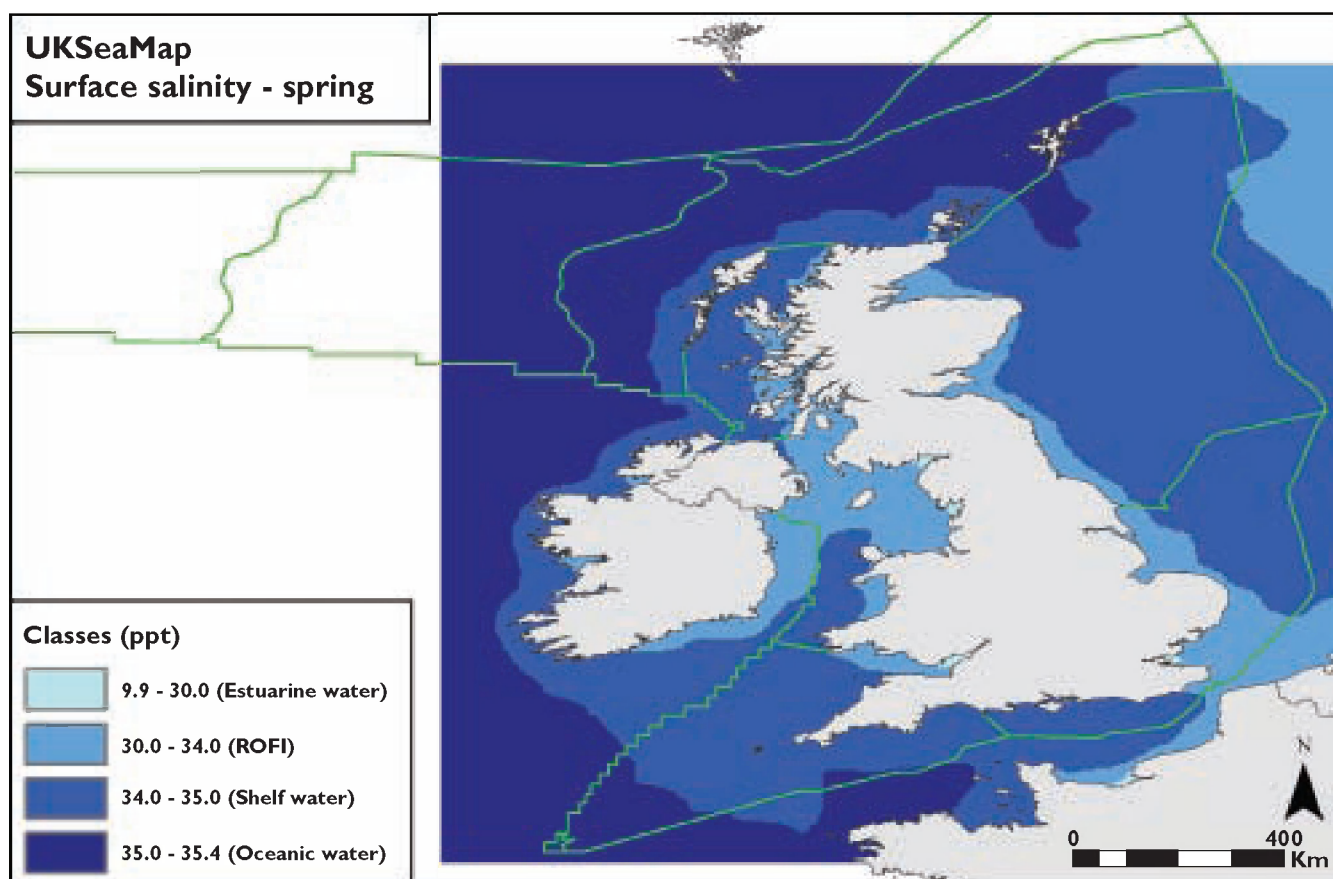 UKSeaMap
Surface salinity - spring
Classes (ppt)
9.9 - 30.0 (Estuarine water)
30.0 - 34.0 (ROFI)
34.0 - 35.0 (Shelf water)
35.0 - 35.4 (Oceanic water)
N
0 400
Km